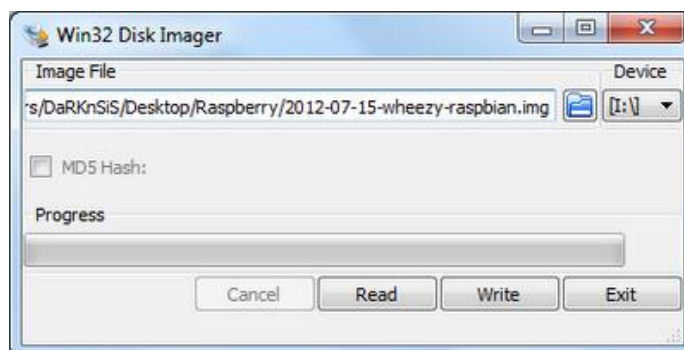 Win32 Disk Imager
Image File
Device
rs/DaRKnSiS/Desktop/Raspberry/2012-07-15-wheezy-raspbian.img
[I:\]
MD5 Hash:
Progress
Cancel Read Write Exit